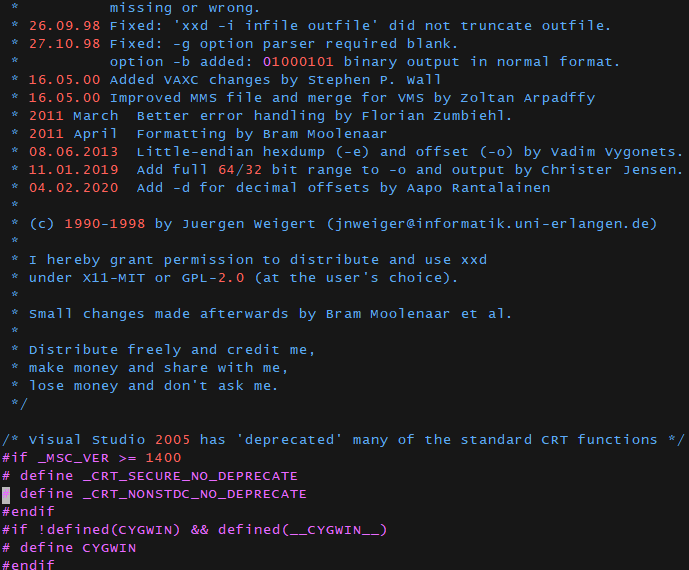 *          missing or wrong.
* 26.09.98 Fixed: 'xxd -i infile outfile' did not truncate outfile.
* 27.10.98 Fixed: -g option parser required blank.
*          option -b added: 01000101 binary output in normal format.
* 16.05.00 Added VAXC changes by Stephen P. Wall
* 16.05.00 Improved MMS file and merge for VMS by Zoltan Arpadffy
* 2011 March  Better error handling by Florian Zumbiehl.
* 2011 April  Formatting by Bram Moolenaar
* 08.06.2013  Little-endian hexdump (-e) and offset (-o) by Vadim Vygonets.
* 11.01.2019  Add full 64/32 bit range to -o and output by Christer Jensen.
* 04.02.2020  Add -d for decimal offsets by Aapo Rantalainen
*
* (c) 1990-1998 by Juergen Weigert (jnweiger@informatik.uni-erlangen.de)
*
* I hereby grant permission to distribute and use xxd
* under X11-MIT or GPL-2.0 (at the user's choice).
*
* Small changes made afterwards by Bram Moolenaar et al.
*
* Distribute freely and credit me,
* make money and share with me,
* lose money and don't ask me.
*/
/* Visual Studio 2005 has 'deprecated' many of the standard CRT functions */
#if _MSC_VER >= 1400
# define _CRT_SECURE_NO_DEPRECATE
# define _CRT_NONSTDC_NO_DEPRECATE
#endif
#if !defined(CYGWIN) && defined(__CYGWIN__)
# define CYGWIN
#endif